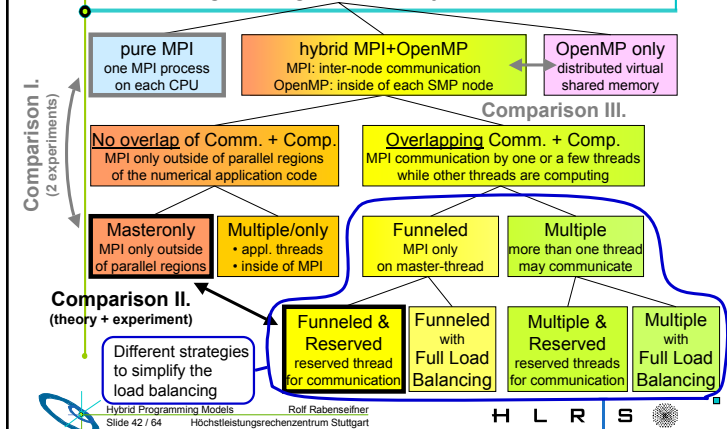 pure MPI
one MPI process
on each CPU
hybrid MPI+OpenMP
MPI: inter-node communication
OpenMP: inside of each SMP node
OpenMP only
distributed virtual
shared memory
Comparison I.
(2 experiments)
Comparison III.
No overlap of Comm. + Comp.
MPI only outside of parallel regions
of the numerical application code
Overlapping Comm. + Comp.
MPI communication by one or a few threads
while other threads are computing
Masteronly
MPI only outside
of parallel regions
Multiple/only
• appl. threads
• inside of MPI
Funneled
MPI only
on master-thread
Multiple
more than one thread
may communicate
Comparison II.
(theory + experiment)
Funneled &
Reserved
reserved thread
for communication
Funneled
with
Full Load
Balancing
Multiple &
Reserved
reserved threads
for communication
Multiple
with
Full Load
Balancing
Different strategies
to simplify the
load balancing
Hybrid Programming Models Rolf Rabenseifner
Slide 42 / 64 Höchstleistungsrechenzentrum Stuttgart
H L R S